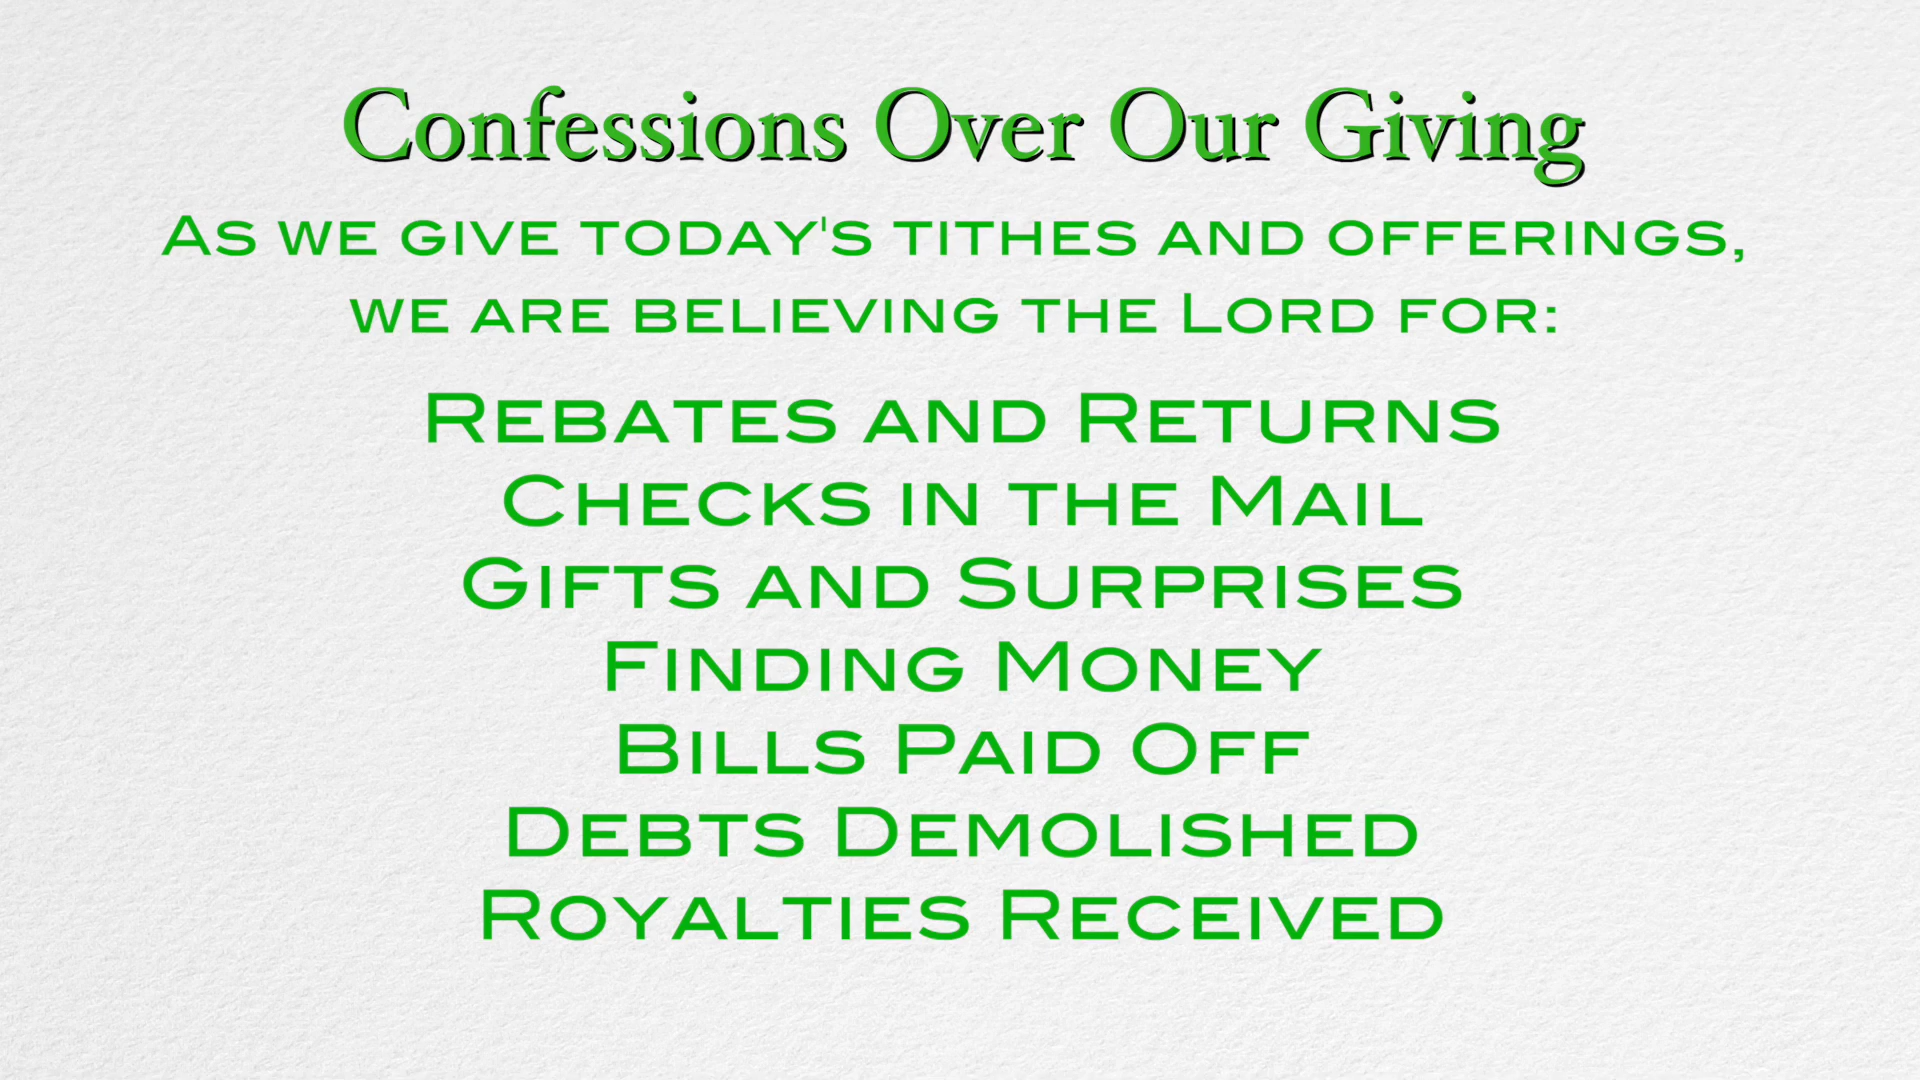 Confessions Over Our Giving
As we give today's tithes and offerings,
we are believing the Lord for:
Rebates and Returns
Checks in the Mail
Gifts and Surprises
Finding Money
Bills Paid Off
Debts Demolished
Royalties Received